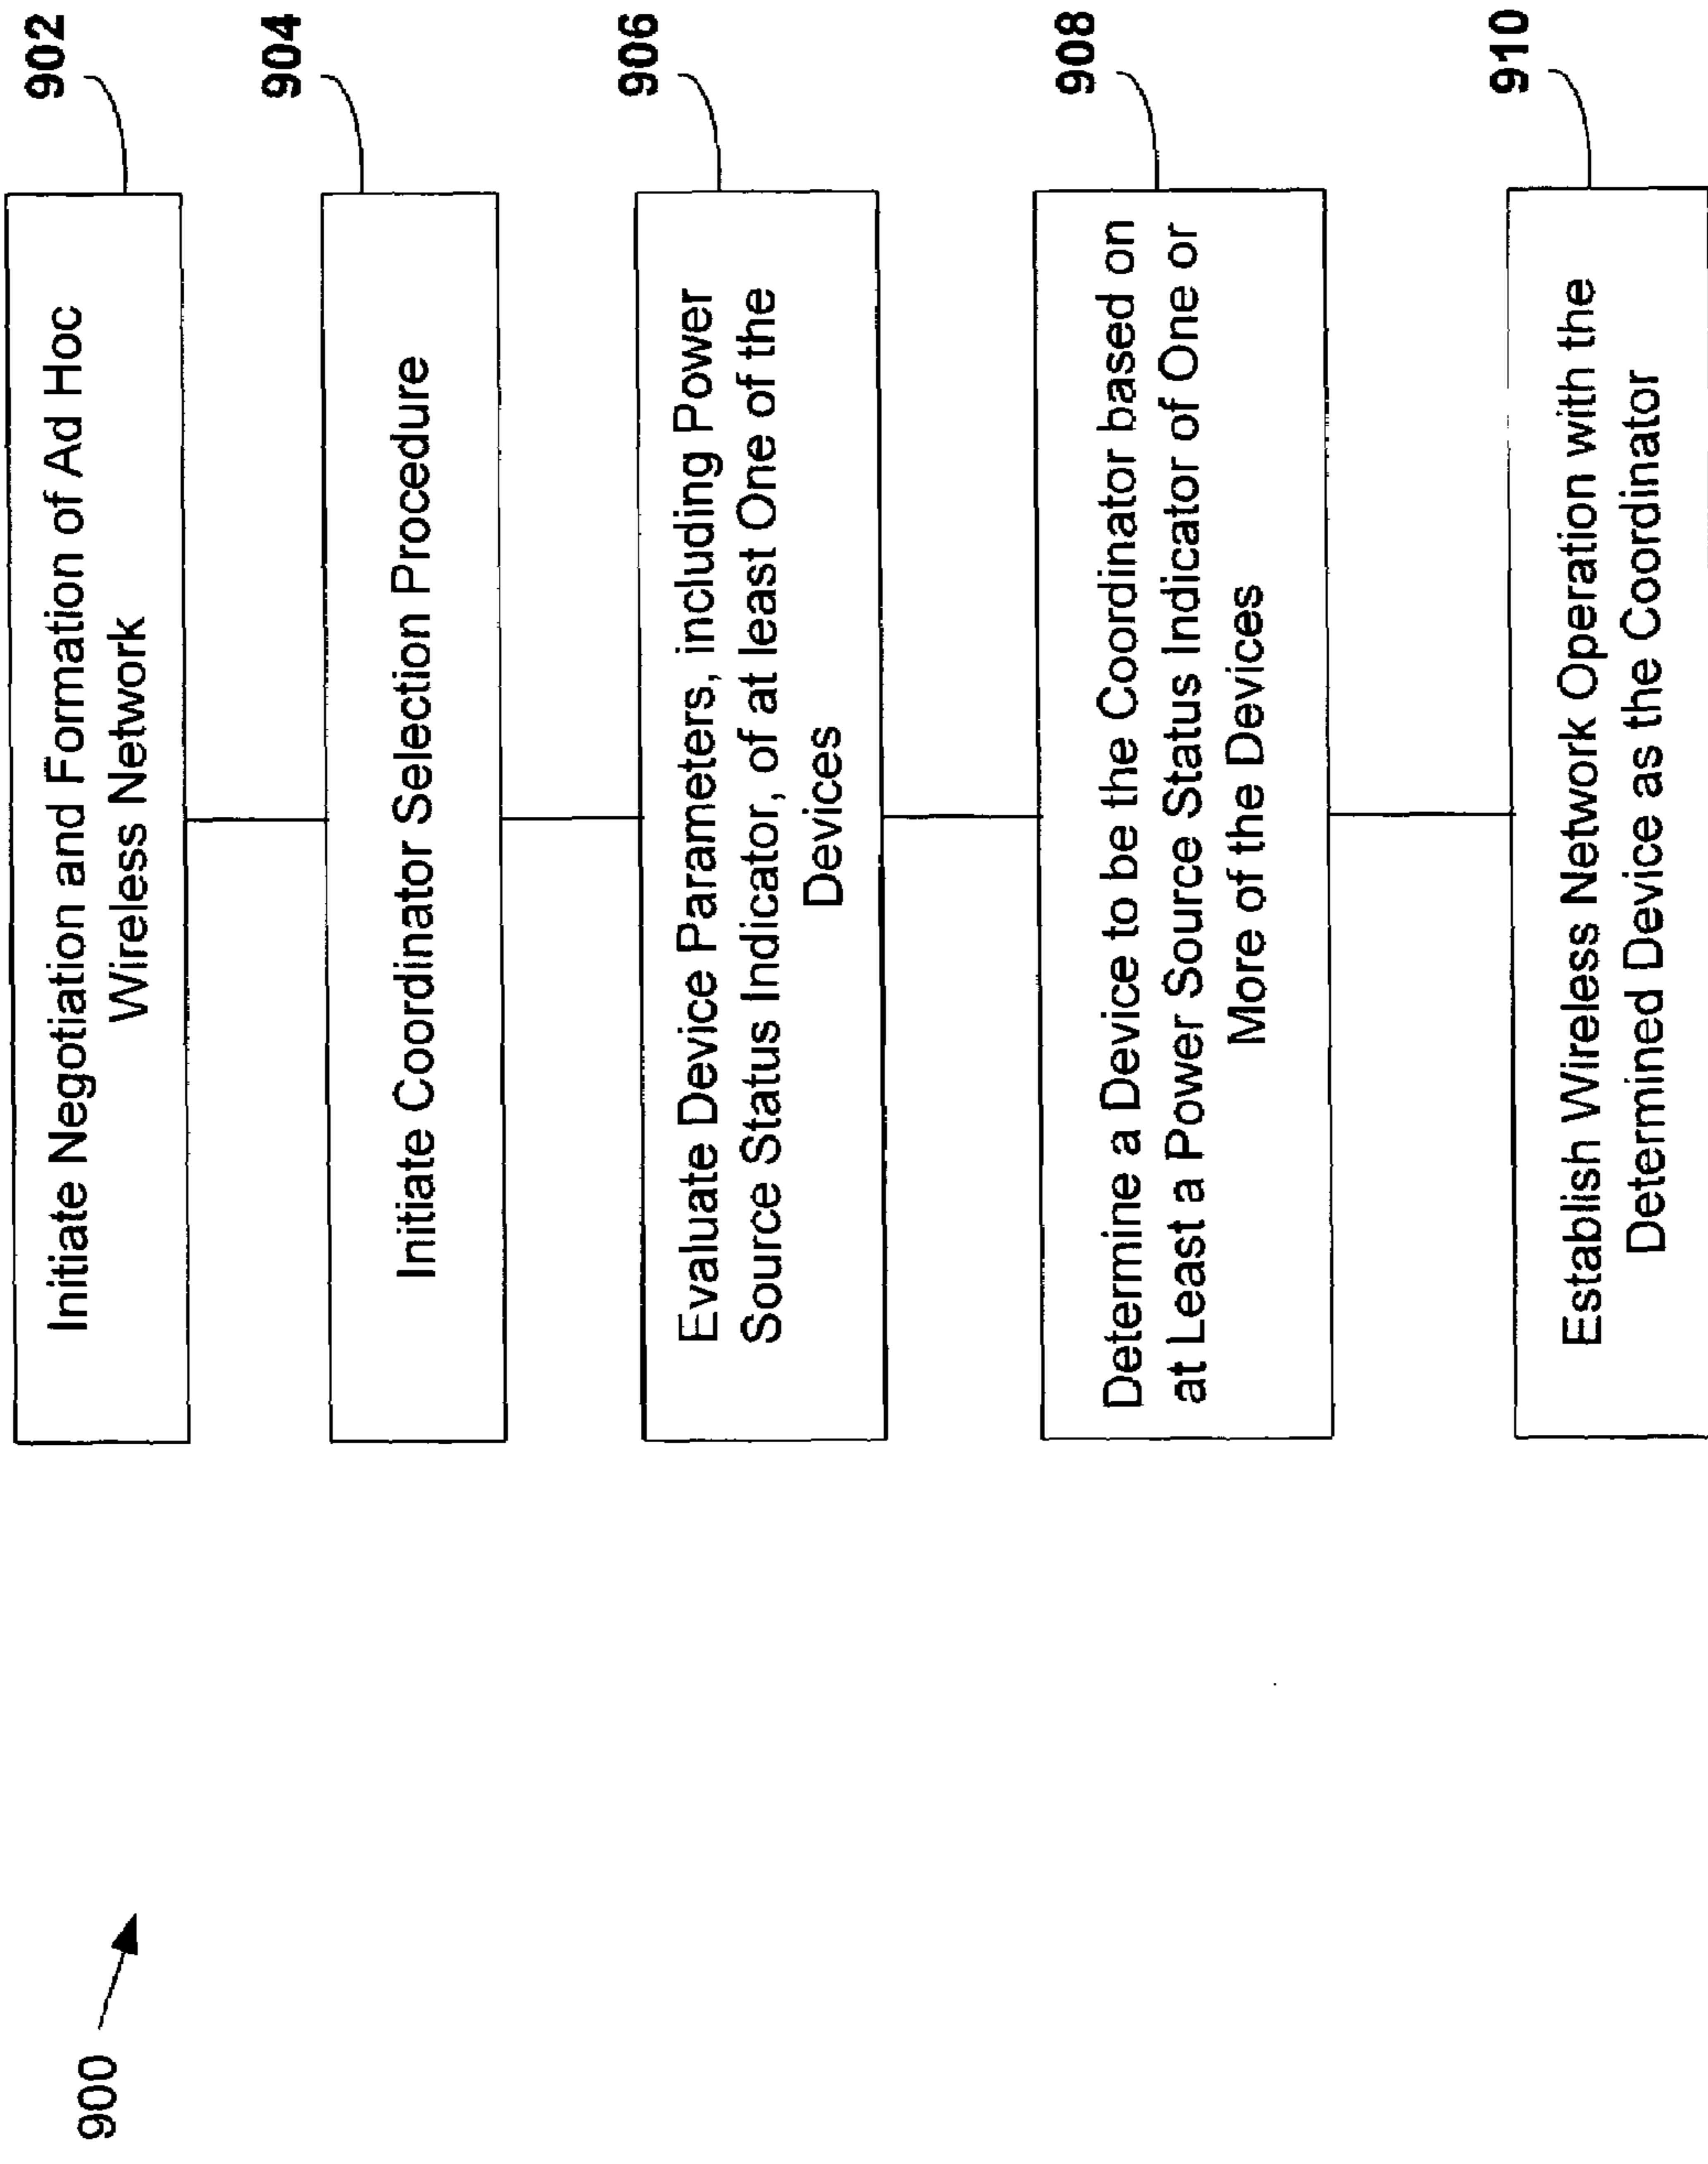 900
902
Initiate Negotiation and Formation of Ad Hoc
Wireless Network
904
Initiate Coordinator Selection Procedure
906
Evaluate Device Parameters, including Power
Source Status Indicator, of at least One of the
Devices
908
Determine a Device to be the Coordinator based on
at Least a Power Source Status Indicator of One or
More of the Devices
910
Establish Wireless Network Operation with the
Determined Device as the Coordinator